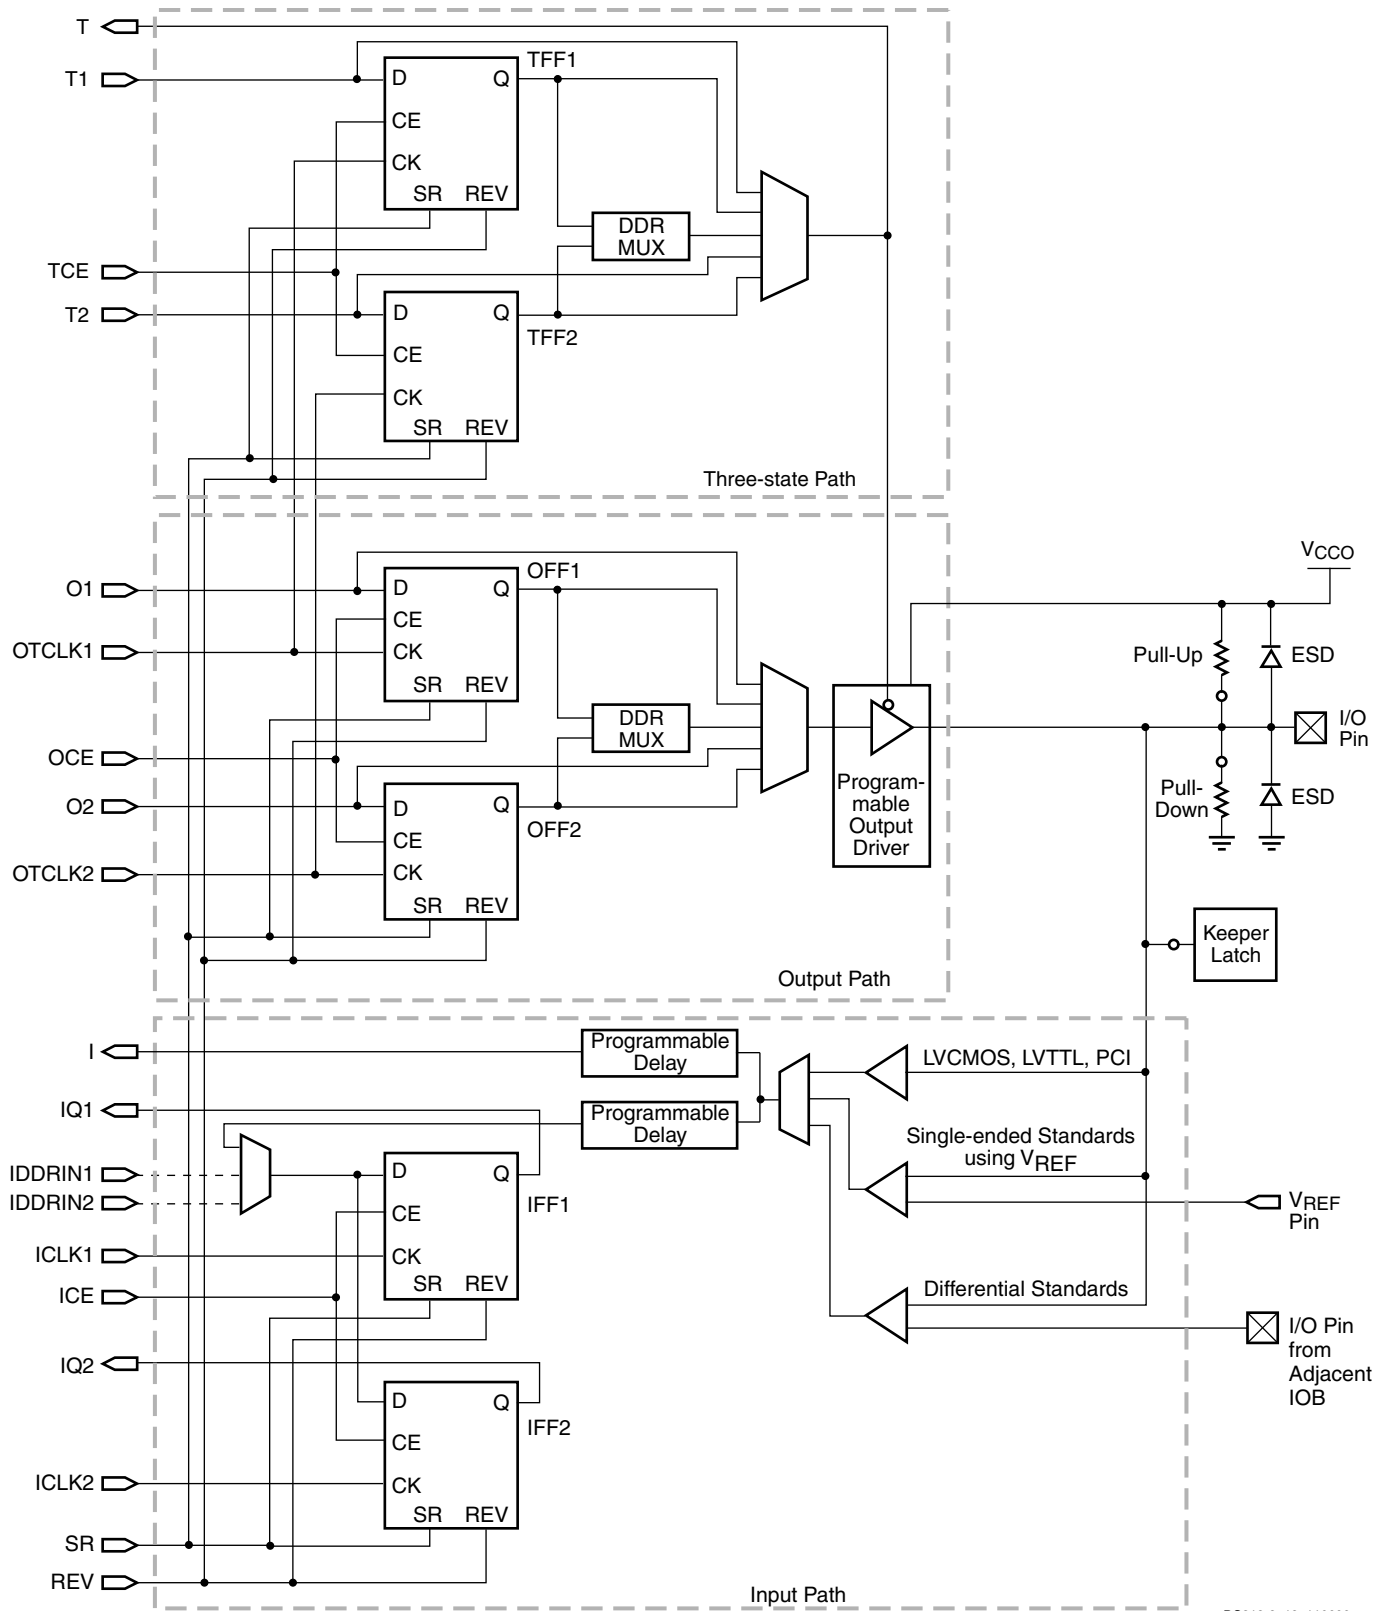 T
T1
D
Q
TFF1
CE
CK
SR
REV
DDR
MUX
TCE
T2
D
Q
TFF2
CE
CK
SR
REV
Three-state Path
O1
D
Q
OFF1
CE
OTCLK1
CK
SR
REV
DDR
MUX
OCE
O2
D
Q
OFF2
CE
OTCLK2
CK
SR
REV
Program-
mable
Output
Driver
Output Path
VCCO
Pull-Up
ESD
I/O
Pin
Pull-
Down
ESD
Keeper
Latch
I
Programmable
Delay
LVCMOS, LVTTL, PCI
IQ1
Programmable
Delay
Single-ended Standards
using VREF
IDDRIN1
IDDRIN2
D
Q
IFF1
CE
VREF
Pin
ICLK1
CK
ICE
SR
REV
Differential Standards
I/O Pin
from
Adjacent
IOB
IQ2
D
Q
IFF2
CE
ICLK2
CK
SR
REV
SR
REV
Input Path